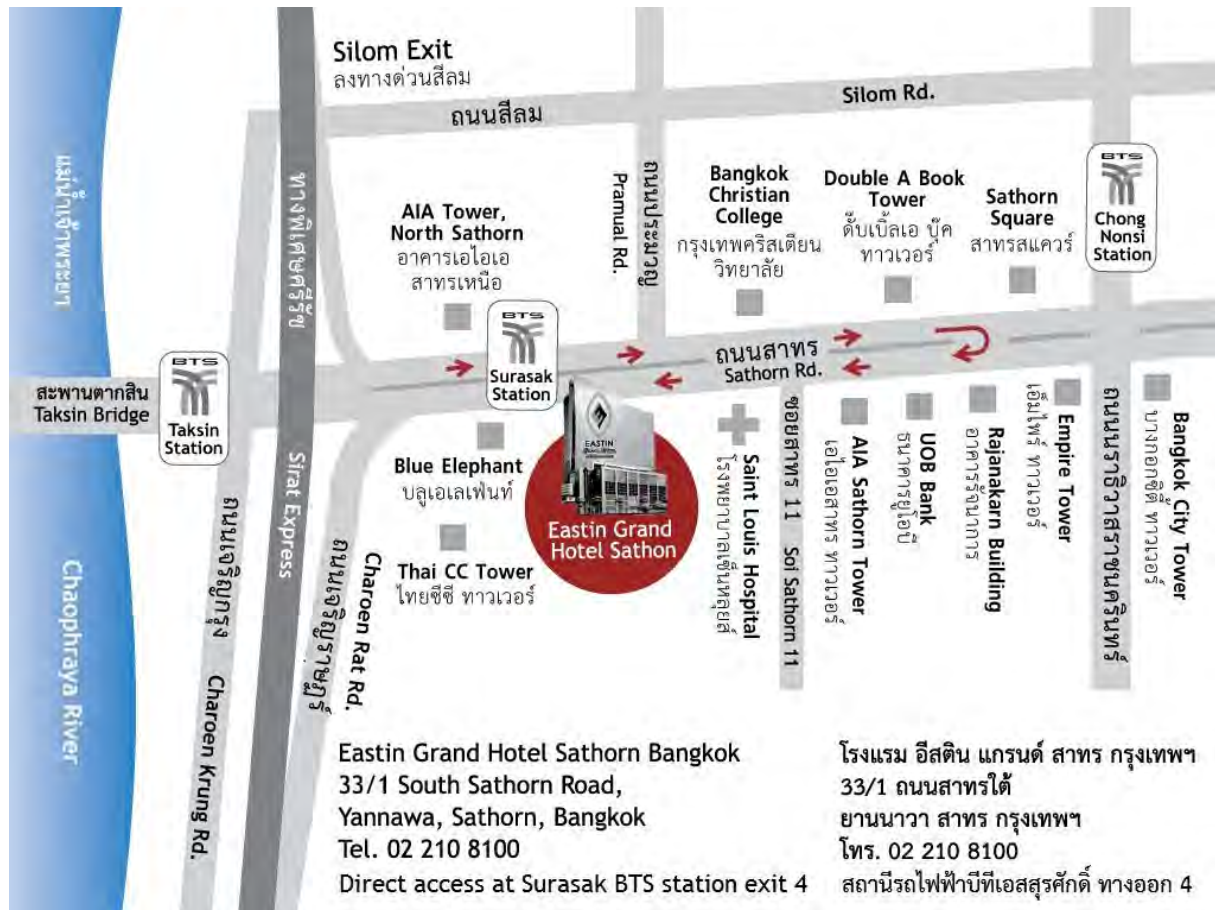 Silom Exit
ลงทางด่วนสีลม
ถนนสีลม
Silom Rd.
แม่น้ำเจ้าพระยา
Chaophraya River
ทางพิเศษศรีรัช
Sirat Express
AIA Tower,
North Sathorn
อาคารเอไอเอ
สาทรเหนือ
Pramual Rd.
ถนนประมวญ
Bangkok
Christian
College
กรุงเทพคริสเตียน
วิทยาลัย
Double A Book
Tower
ดั๊บเบิ้ลเอ บุ๊ค
ทาวเวอร์
Sathorn
Square
สาทรสแควร์
BTS
Chong
Nonsi
Station
BTS
Surasak
Station
ถนนสาทร
Sathorn Rd.
สะพานตากสิน
Taksin Bridge
BTS
Taksin
Station
Blue Elephant
บลูเอเลเฟ่นท์
Thai CC Tower
ไทยซีซี ทาวเวอร์
EASTIN
Eastin Grand
Hotel Sathon
Saint Louis Hospital
โรงพยาบาลเซ็นหลุยส์
ซอยสาทร 11 Soi Sathorn 11
AIA Sathorn Tower
เอไอเอสาทร ทาวเวอร์
UOB Bank
ธนาคารยูโอบี
Rajanakarn Building
อาคารรัจนาการ
Empire Tower
เอ็มไพร์ ทาวเวอร์
ถนนนราธิวาสราชนครินทร์
Bangkok City Tower
บางกอกซิตี้ ทาวเวอร์
ถนนเจริญกรุง
Charoen Krung Rd.
Charoen Rat Rd.
ถนนเจริญราษฎร์
Eastin Grand Hotel Sathorn Bangkok
33/1 South Sathorn Road,
Yannawa, Sathorn, Bangkok
Tel. 02 210 8100
Direct access at Surasak BTS station exit 4
โรงแรม อีสติน แกรนด์ สาทร กรุงเทพฯ
33/1 ถนนสาทรใต้
ยานนาวา สาทร กรุงเทพฯ
โทร. 02 210 8100
สถานีรถไฟฟ้าบีทีเอสสุรศักดิ์ ทางออก 4